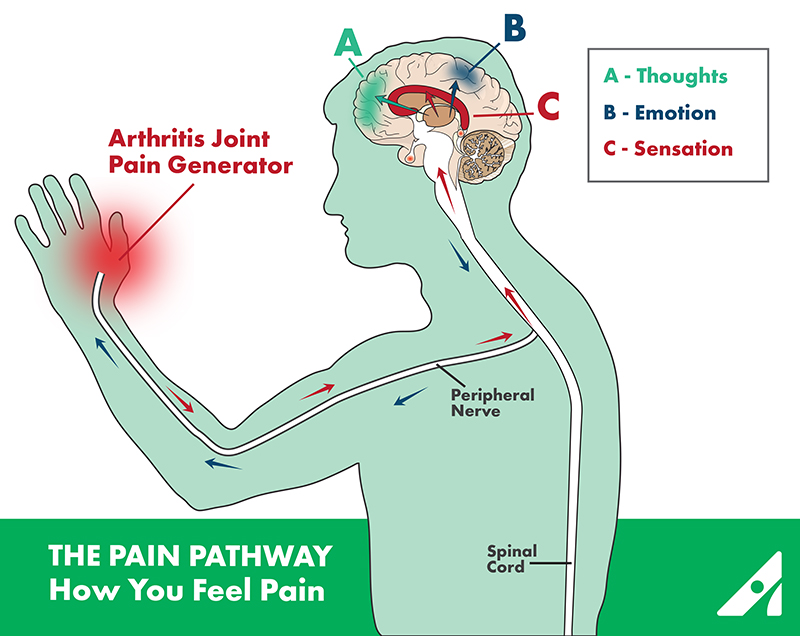 A
B
C
A - Thoughts
B - Emotion
C - Sensation
Arthritis Joint
Pain Generator
Peripheral
Nerve
Spinal
Cord
THE PAIN PATHWAY
How You Feel Pain